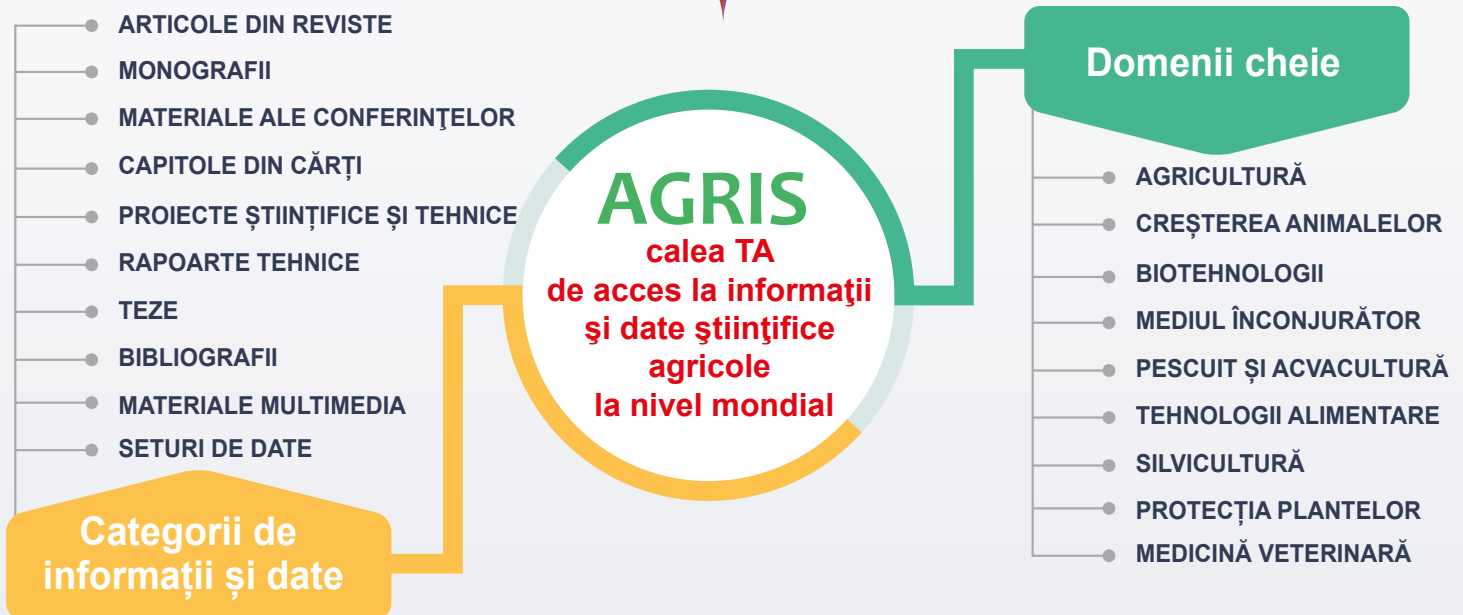 ARTICOLE DIN REVISTE
MONOGRAFII
MATERIALE ALE CONFERINŢELOR
CAPITOLE DIN CĂRȚI
PROIECTE ȘTIINȚIFICE ȘI TEHNICE
RAPOARTE TEHNICE
TEZE
BIBLIOGRAFII
MATERIALE MULTIMEDIA
SETURI DE DATE
Categorii de
informații și date
AGRIS
calea TA
de acces la informaţii
şi date ştiinţifice
agricole
la nivel mondial
Domenii cheie
AGRICULTURĂ
CREȘTEREA ANIMALELOR
BIOTEHNOLOGII
MEDIUL ÎNCONJURĂTOR
PESCUIT ȘI ACVACULTURĂ
TEHNOLOGII ALIMENTARE
SILVICULTURĂ
PROTECȚIA PLANTELOR
MEDICINĂ VETERINARĂ